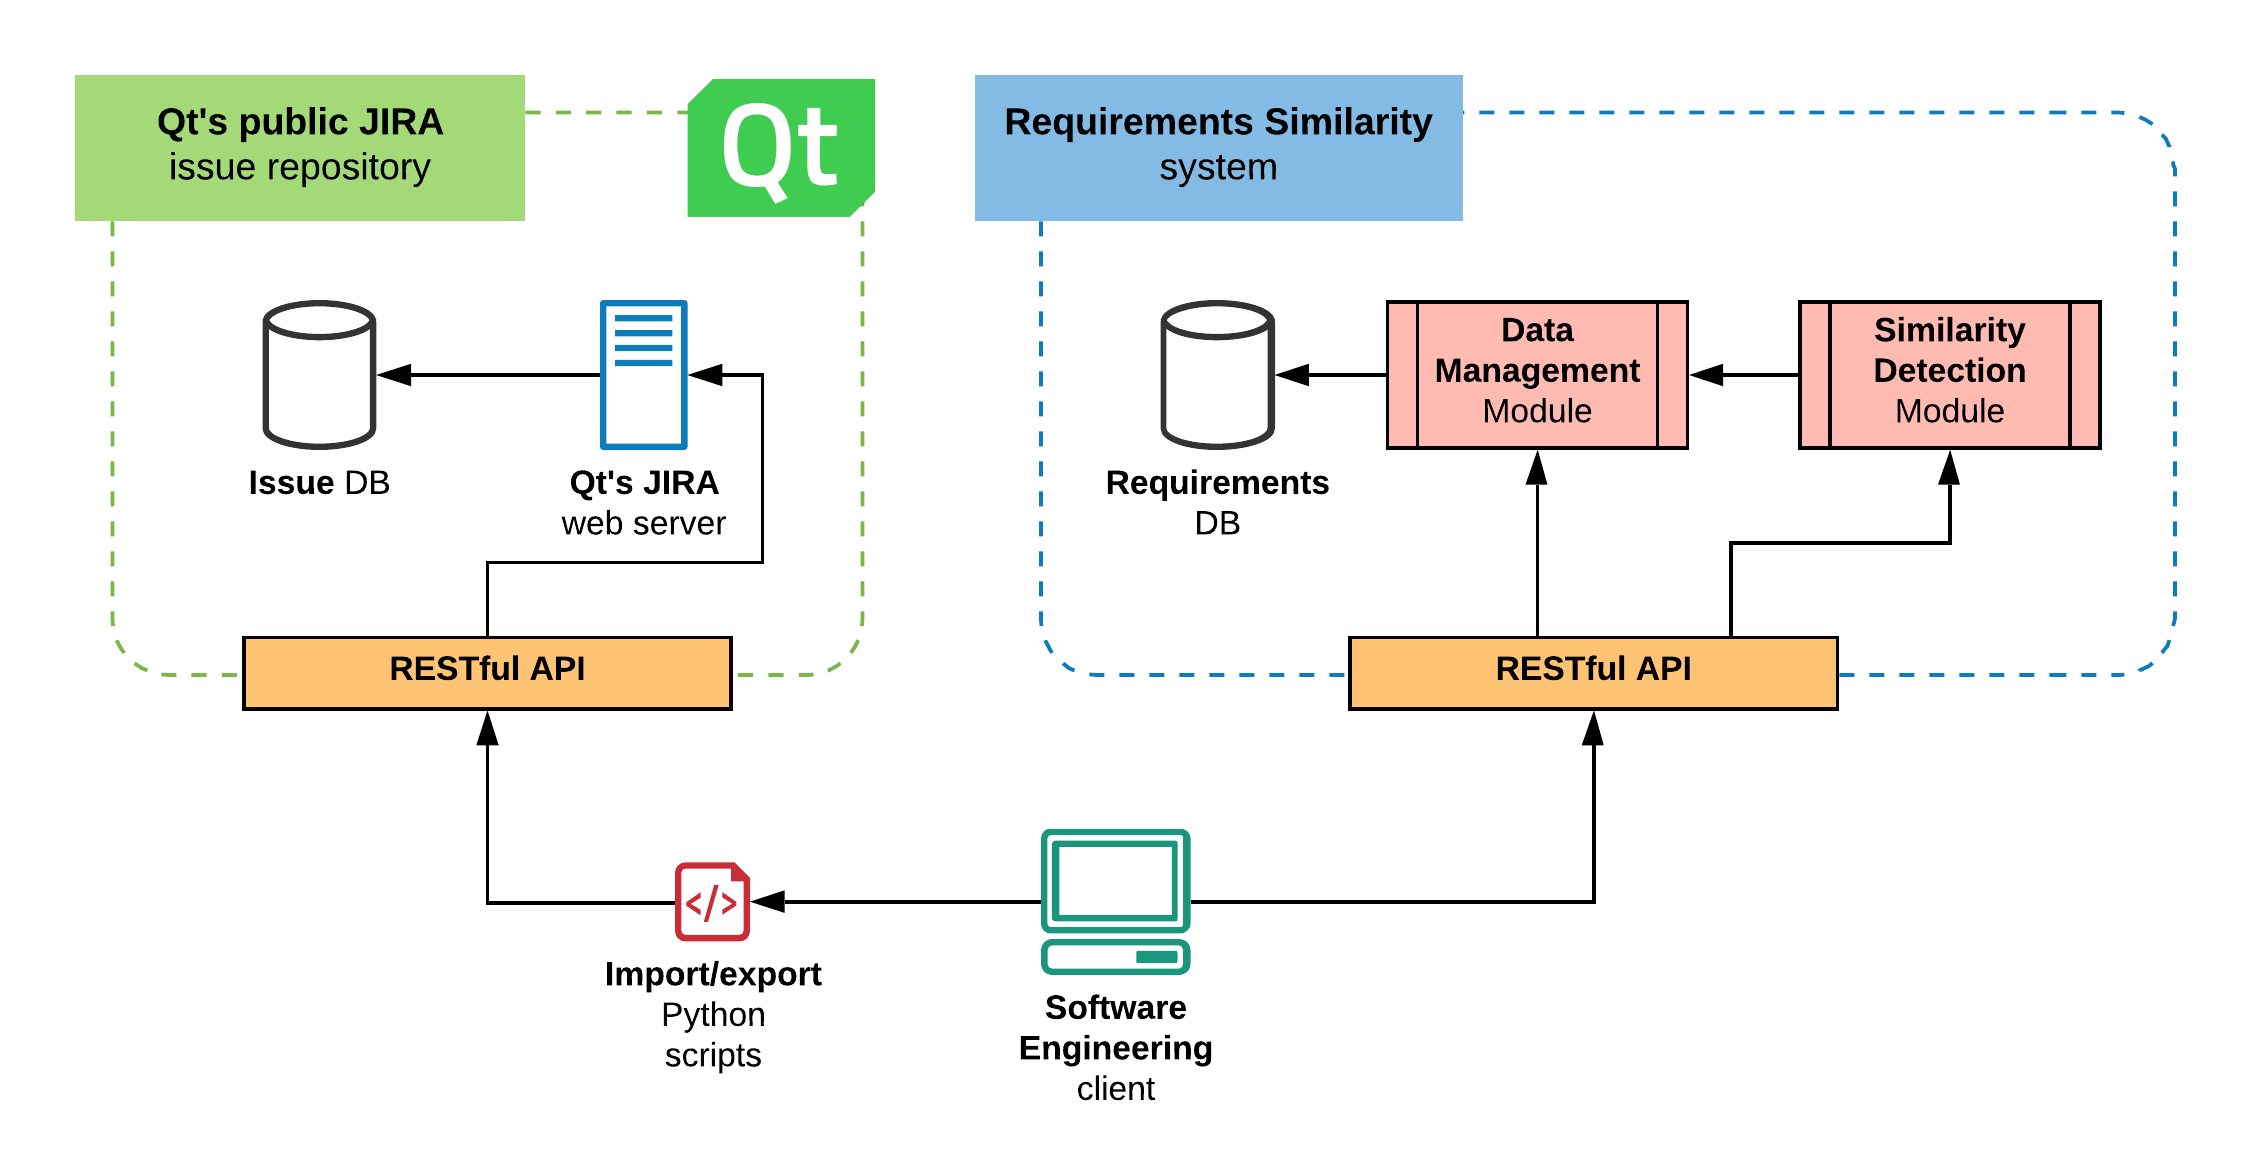 Qt's public JIRA
issue repository
Qt
Requirements Similarity
system
Issue DB
Qt's JIRA
web server
Requirements
DB
Data
Management
Module
Similarity
Detection
Module
RESTful API
RESTful API
</>
Import/export
Python
scripts
Software
Engineering
client